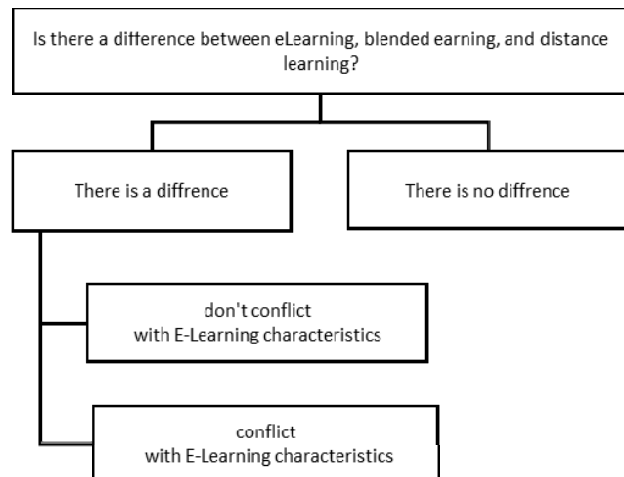 Is there a difference between eLearning, blended earning, and distance
learning?
There is a diffrence
There is no diffrence
don't conflict
with E-Learning characteristics
conflict
with E-Learning characteristics